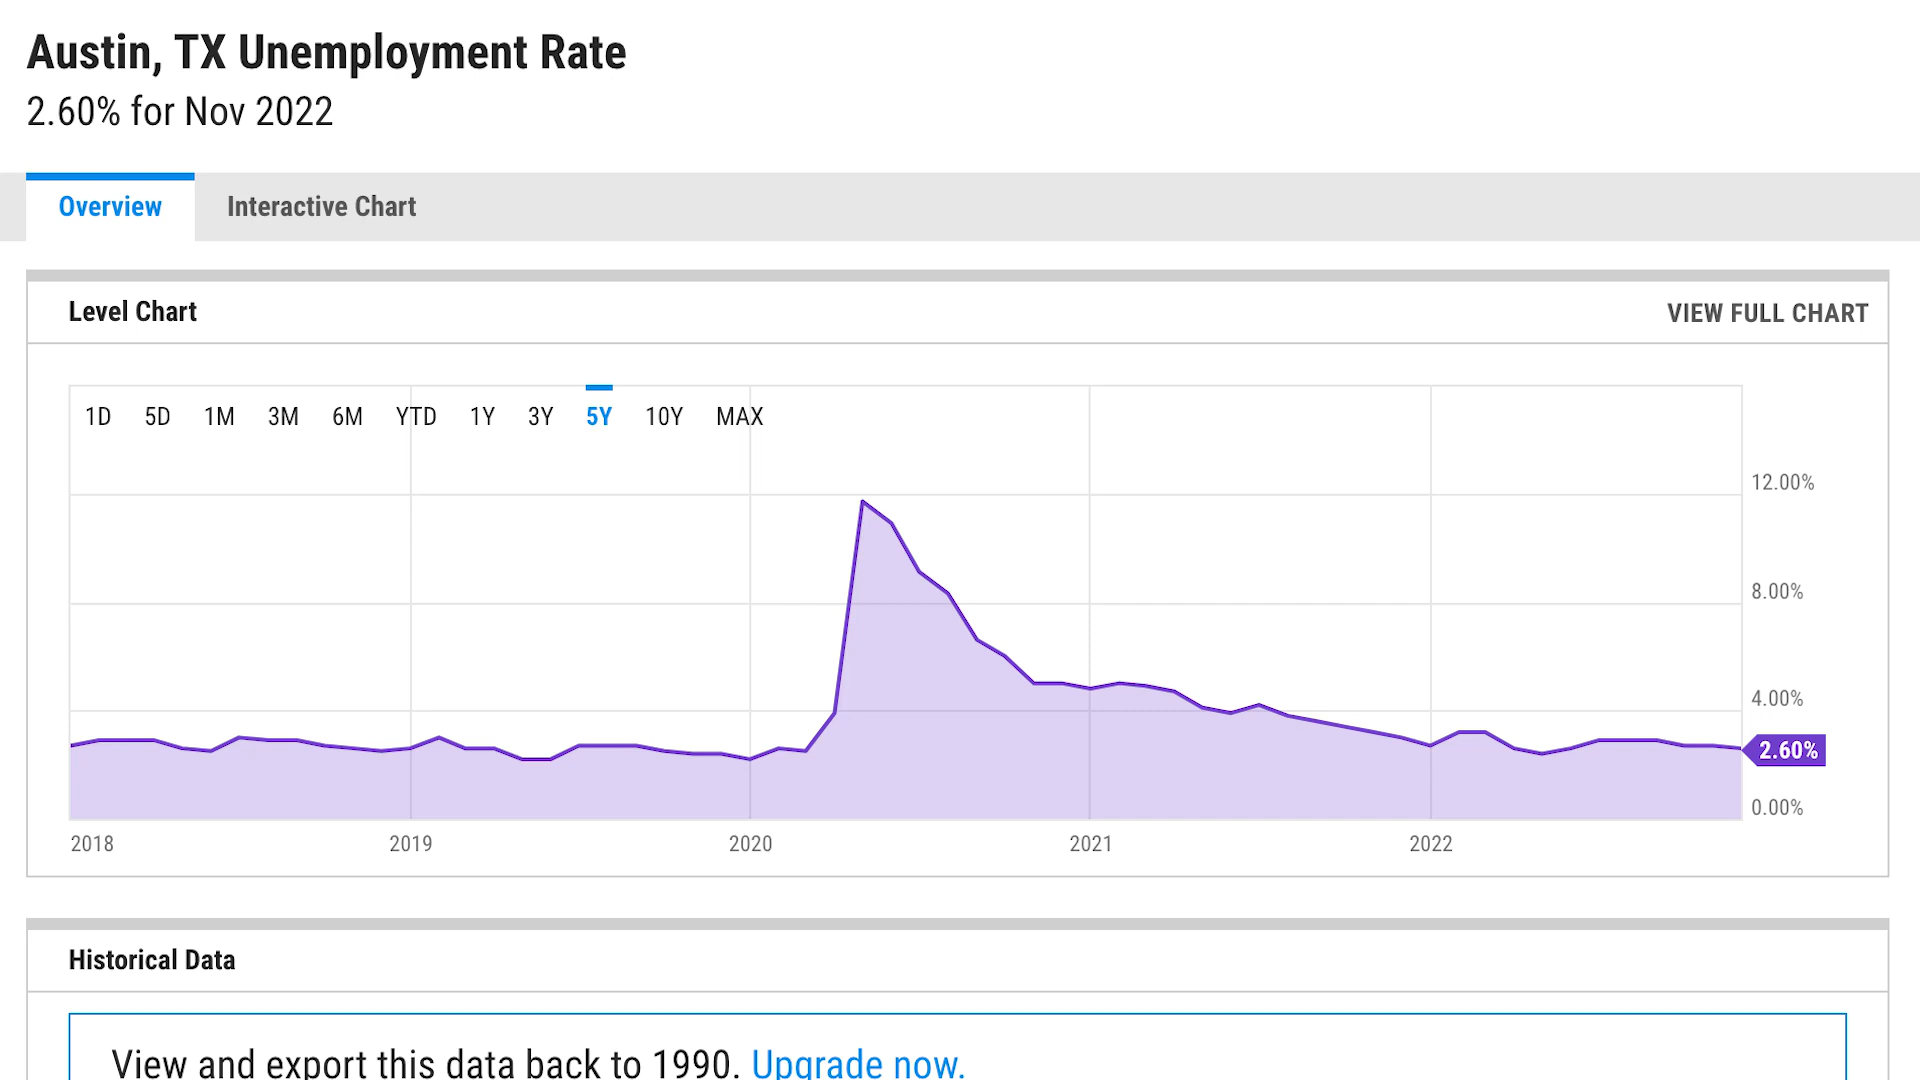 Austin, TX Unemployment Rate
2.60% for Nov 2022
Overview Interactive Chart
Level Chart VIEW FULL CHART
1D 5D 1M 3M 6M YTD 1Y 3Y 5Y 10Y MAX
12.00%
8.00%
4.00%
2.60%
0.00%
2018 2019 2020 2021 2022
Historical Data
View and export this data back to 1990. Upgrade now.